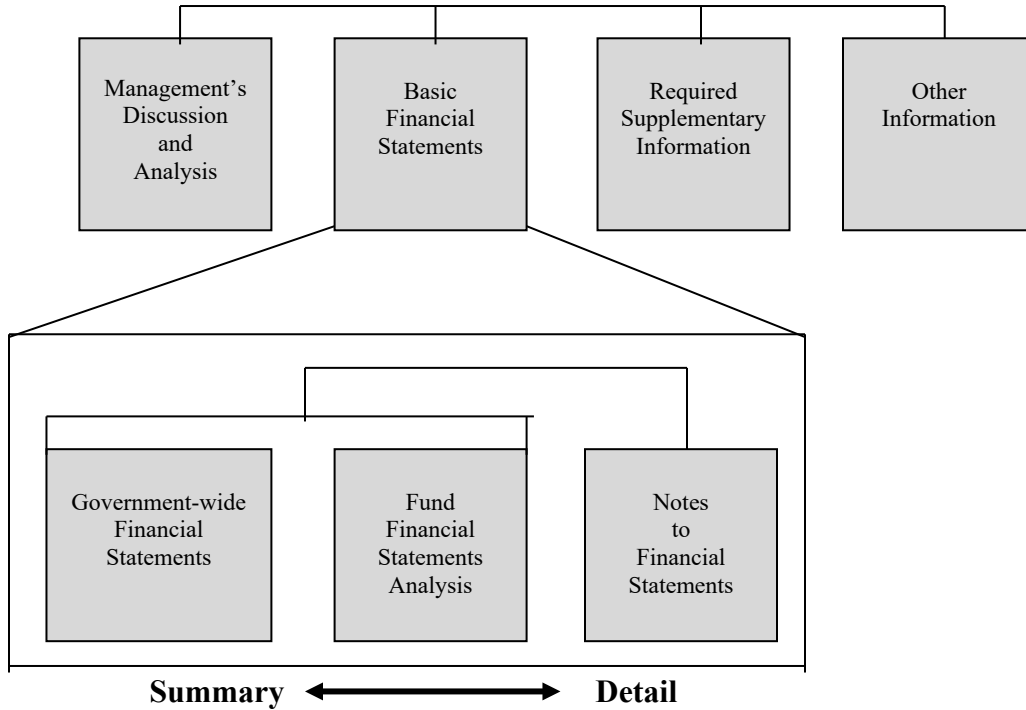 Management’s
Discussion
and
Analysis
Basic
Financial
Statements
Required
Supplementary
Information
Other
Information
Government-wide
Financial
Statements
Fund
Financial
Statements
Analysis
Notes
to
Financial
Statements
Summary
Detail